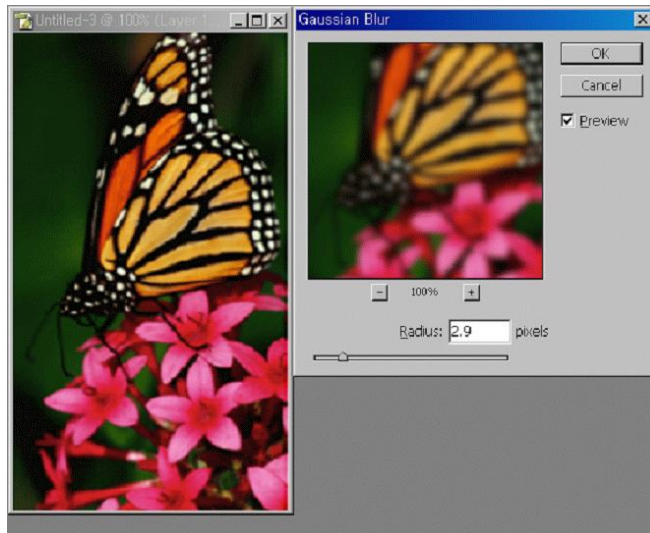 Untitled-3 @ 100% (Layer 1
Gaussian Blur
OK
Cancel
Preview
100%
Radius: 2.9 pixels